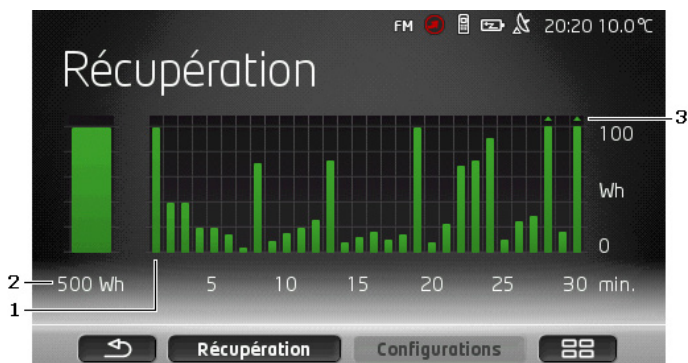 FM 20:20 10.0°C
Récupération
3
100
Wh
0
2 500 Wh 5 10 15 20 25 30 min.
1
Récupération Configurations